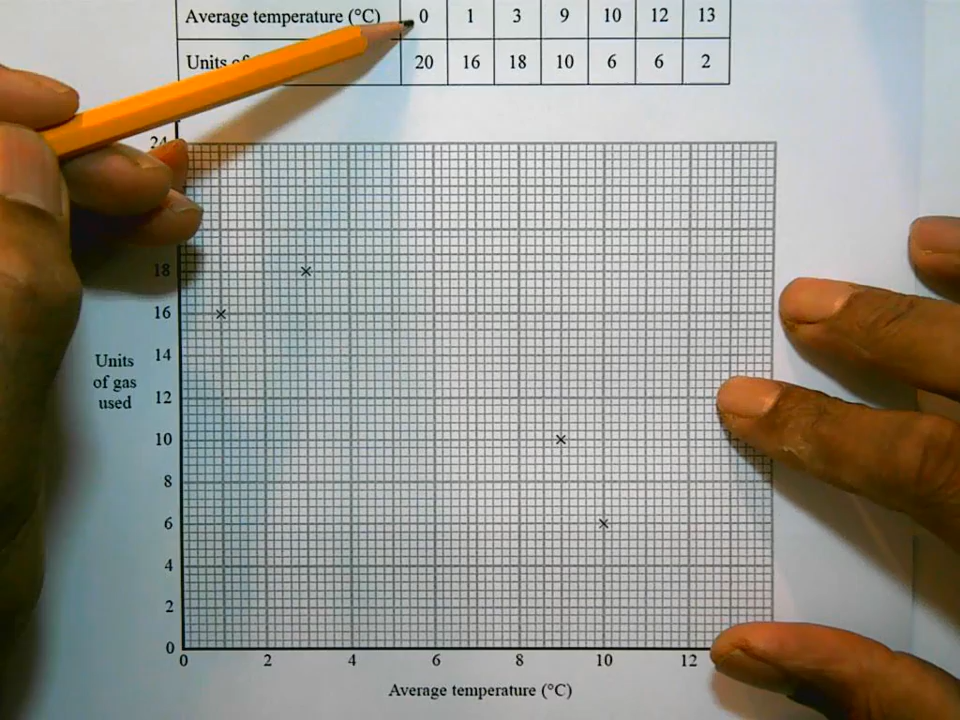 Average temperature (°C) 0 1 3 9 10 12 13
Units of 20 16 18 10 6 6 2
24
18
16
14
Units
of gas
used
12
10
8
6
4
2
0
0 2 4 6 8 10 12
Average temperature (°C)